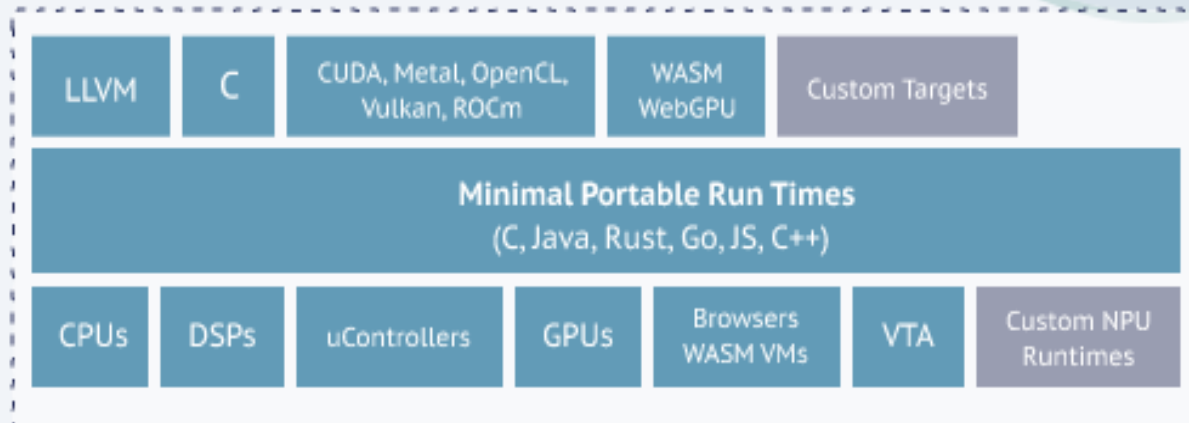 LLVM
C
CUDA, Metal, OpenCL,
Vulkan, ROCm
WASM
WebGPU
Custom Targets
Minimal Portable Run Times
(C, Java, Rust, Go, JS, C++)
CPUs
DSPs
uControllers
GPUs
Browsers
WASM VMs
VTA
Custom NPU
Runtimes